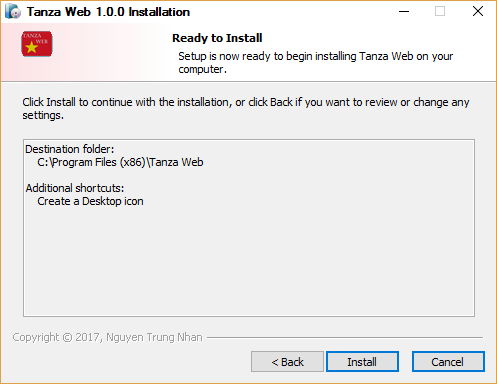 Tanza Web 1.0.0 Installation
TANZA
WEB
Ready to Install
Setup is now ready to begin installing Tanza Web on your
computer.
Click Install to continue with the installation, or click Back if you want to review or change any
settings.
Destination folder:
C:\Program Files (x86)\Tanza Web
Additional shortcuts:
Create a Desktop icon
Copyright © 2017, Nguyen Trung Nhan
< Back
Install
Cancel